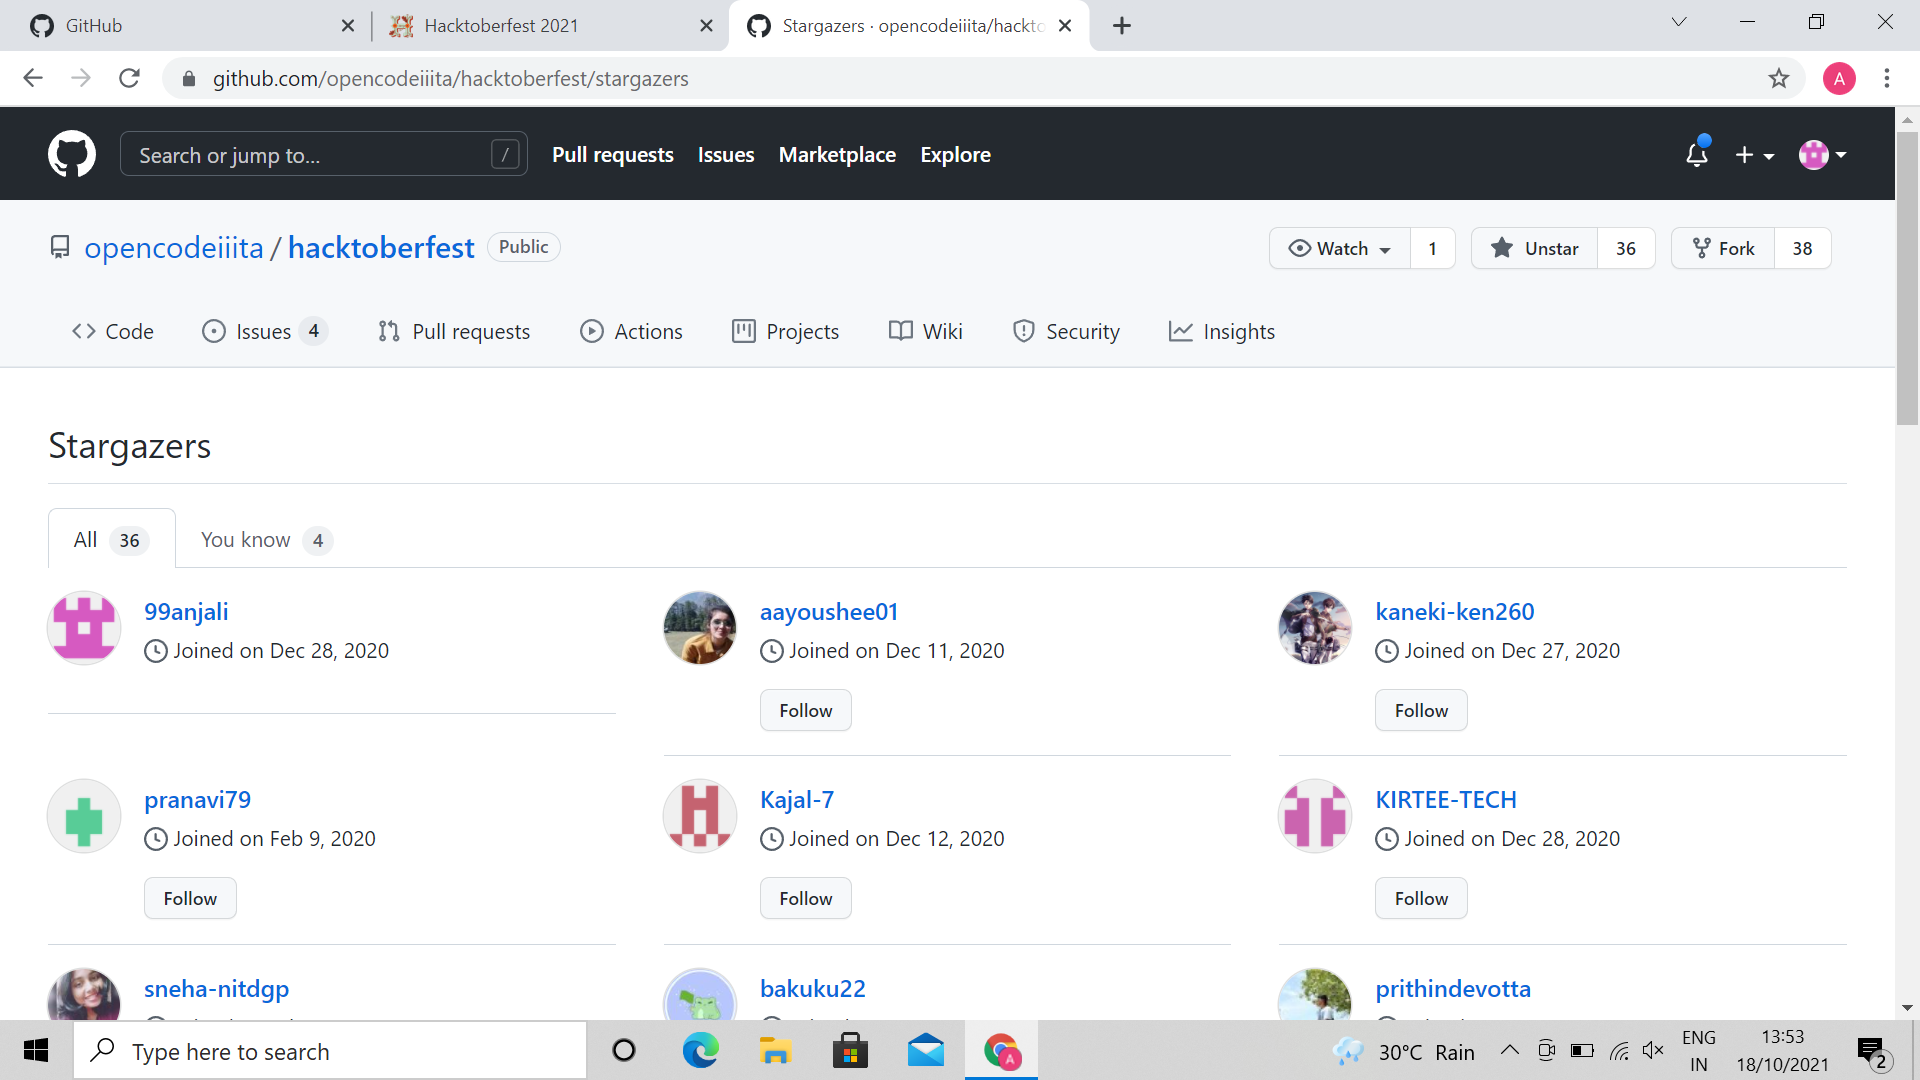 GitHub
Hacktoberfest 2021
Stargazers · opencodeiiita/hackto
github.com/opencodeiiita/hacktoberfest/stargazers
A
Search or jump to... /
Pull requests Issues Marketplace Explore
opencodeiiita / hacktoberfest Public
Watch 1 Unstar 36 Fork 38
Code Issues 4 Pull requests Actions Projects Wiki Security Insights
Stargazers
All 36 You know 4
99anjali
Joined on Dec 28, 2020
aayoushee01
Joined on Dec 11, 2020
Follow
kaneki-ken260
Joined on Dec 27, 2020
Follow
pranavi79
Joined on Feb 9, 2020
Follow
Kajal-7
Joined on Dec 12, 2020
Follow
KIRTEE-TECH
Joined on Dec 28, 2020
Follow
sneha-nitdgp
bakuku22
prithindevotta
Type here to search
A
30°C Rain
ENG
IN
13:53
18/10/2021
2